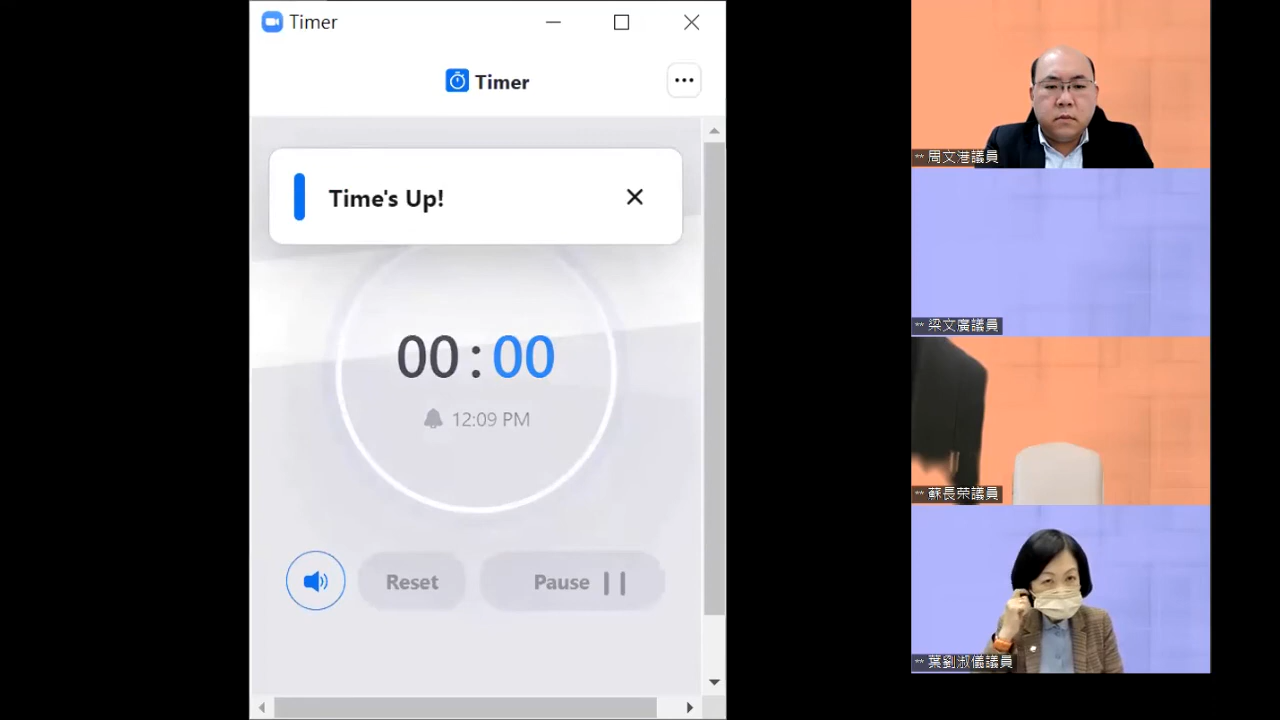 Timer
Timer
Time's Up!
00:00
12:09 PM
Reset
Pause
周文港議員
梁文廣議員
蘇長荣議員
葉劉淑儀議員